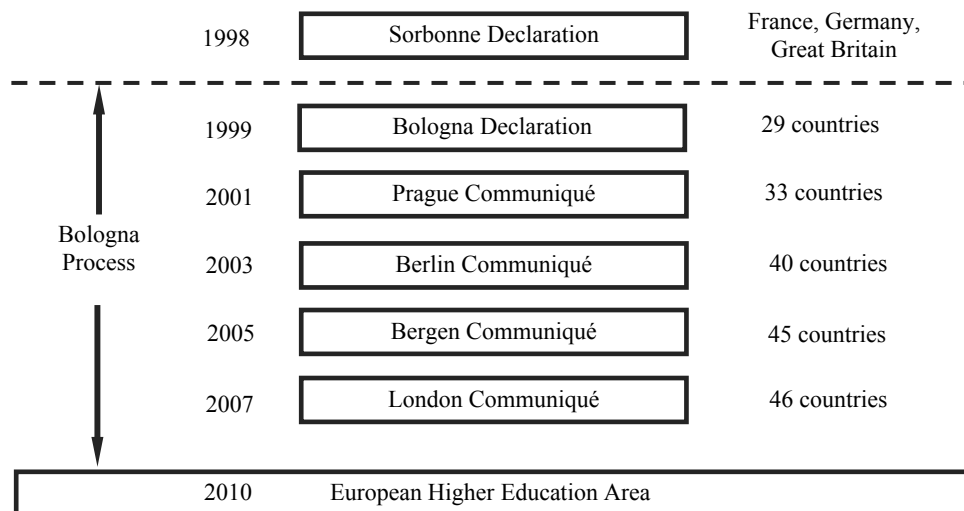 1998 Sorbonne Declaration France, Germany,
Great Britain
1999 Bologna Declaration 29 countries
2001 Prague Communiqué 33 countries
Bologna
Process
2003 Berlin Communiqué 40 countries
2005 Bergen Communiqué 45 countries
2007 London Communiqué 46 countries
2010 European Higher Education Area